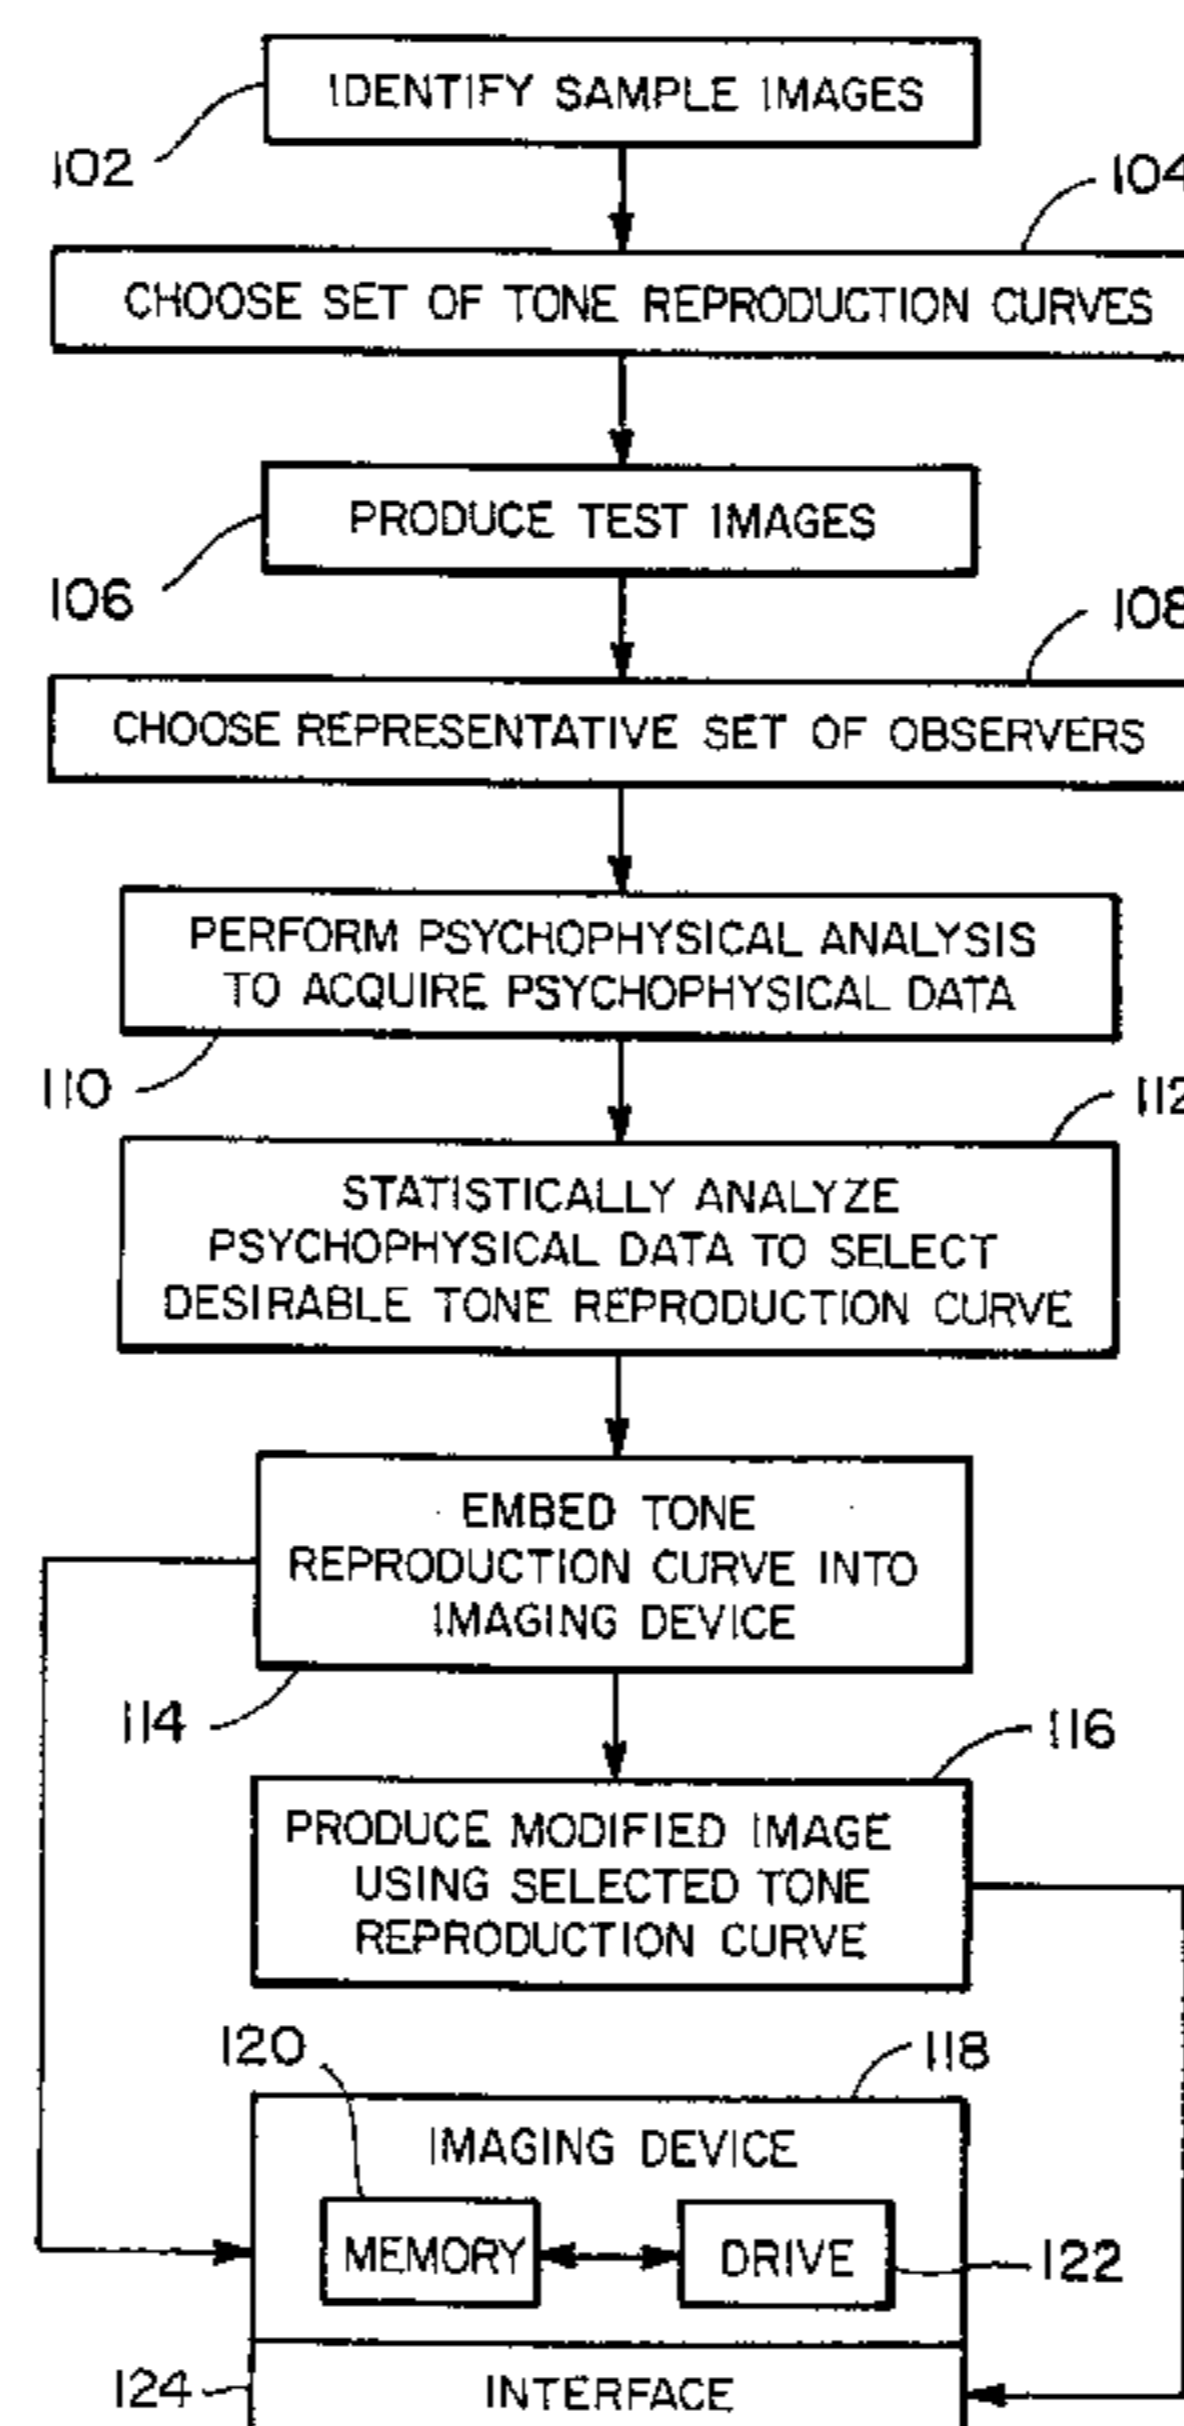 IDENTIFY SAMPLE IMAGES
102
104
CHOOSE SET OF TONE REPRODUCTION CURVES
PRODUCE TEST IMAGES
106
108
CHOOSE REPRESENTATIVE SET OF OBSERVERS
PERFORM PSYCHOPHYSICAL ANALYSIS
TO ACQUIRE PSYCHOPHYSICAL DATA
110
112
STATISTICALLY ANALYZE
PSYCHOPHYSICAL DATA TO SELECT
DESIRABLE TONE REPRODUCTION CURVE
EMBED TONE
REPRODUCTION CURVE INTO
IMAGING DEVICE
114
116
PRODUCE MODIFIED IMAGE
USING SELECTED TONE
REPRODUCTION CURVE
120
118
IMAGING DEVICE
MEMORY
DRIVE
122
124
INTERFACE